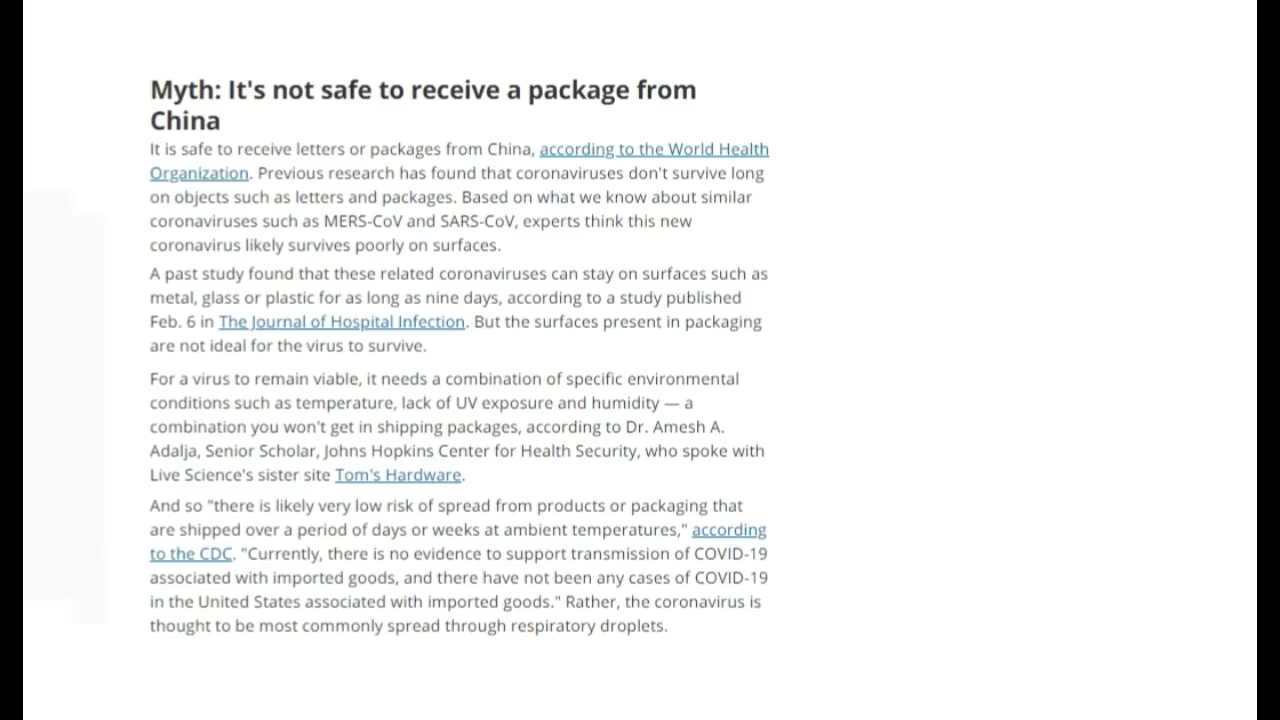 Myth: It's not safe to receive a package from
China
It is safe to receive letters or packages from China, according to the World Health
Organization. Previous research has found that coronaviruses don't survive long
on objects such as letters and packages. Based on what we know about similar
coronaviruses such as MERS-CoV and SARS-CoV, experts think this new
coronavirus likely survives poorly on surfaces.
A past study found that these related coronaviruses can stay on surfaces such as
metal, glass or plastic for as long as nine days, according to a study published
Feb. 6 in The Journal of Hospital Infection. But the surfaces present in packaging
are not ideal for the virus to survive.
For a virus to remain viable, it needs a combination of specific environmental
conditions such as temperature, lack of UV exposure and humidity — a
combination you won't get in shipping packages, according to Dr. Amesh A.
Adalja, Senior Scholar, Johns Hopkins Center for Health Security, who spoke with
Live Science's sister site Tom's Hardware.
And so "there is likely very low risk of spread from products or packaging that
are shipped over a period of days or weeks at ambient temperatures," according
to the CDC. "Currently, there is no evidence to support transmission of COVID-19
associated with imported goods, and there have not been any cases of COVID-19
in the United States associated with imported goods." Rather, the coronavirus is
thought to be most commonly spread through respiratory droplets.